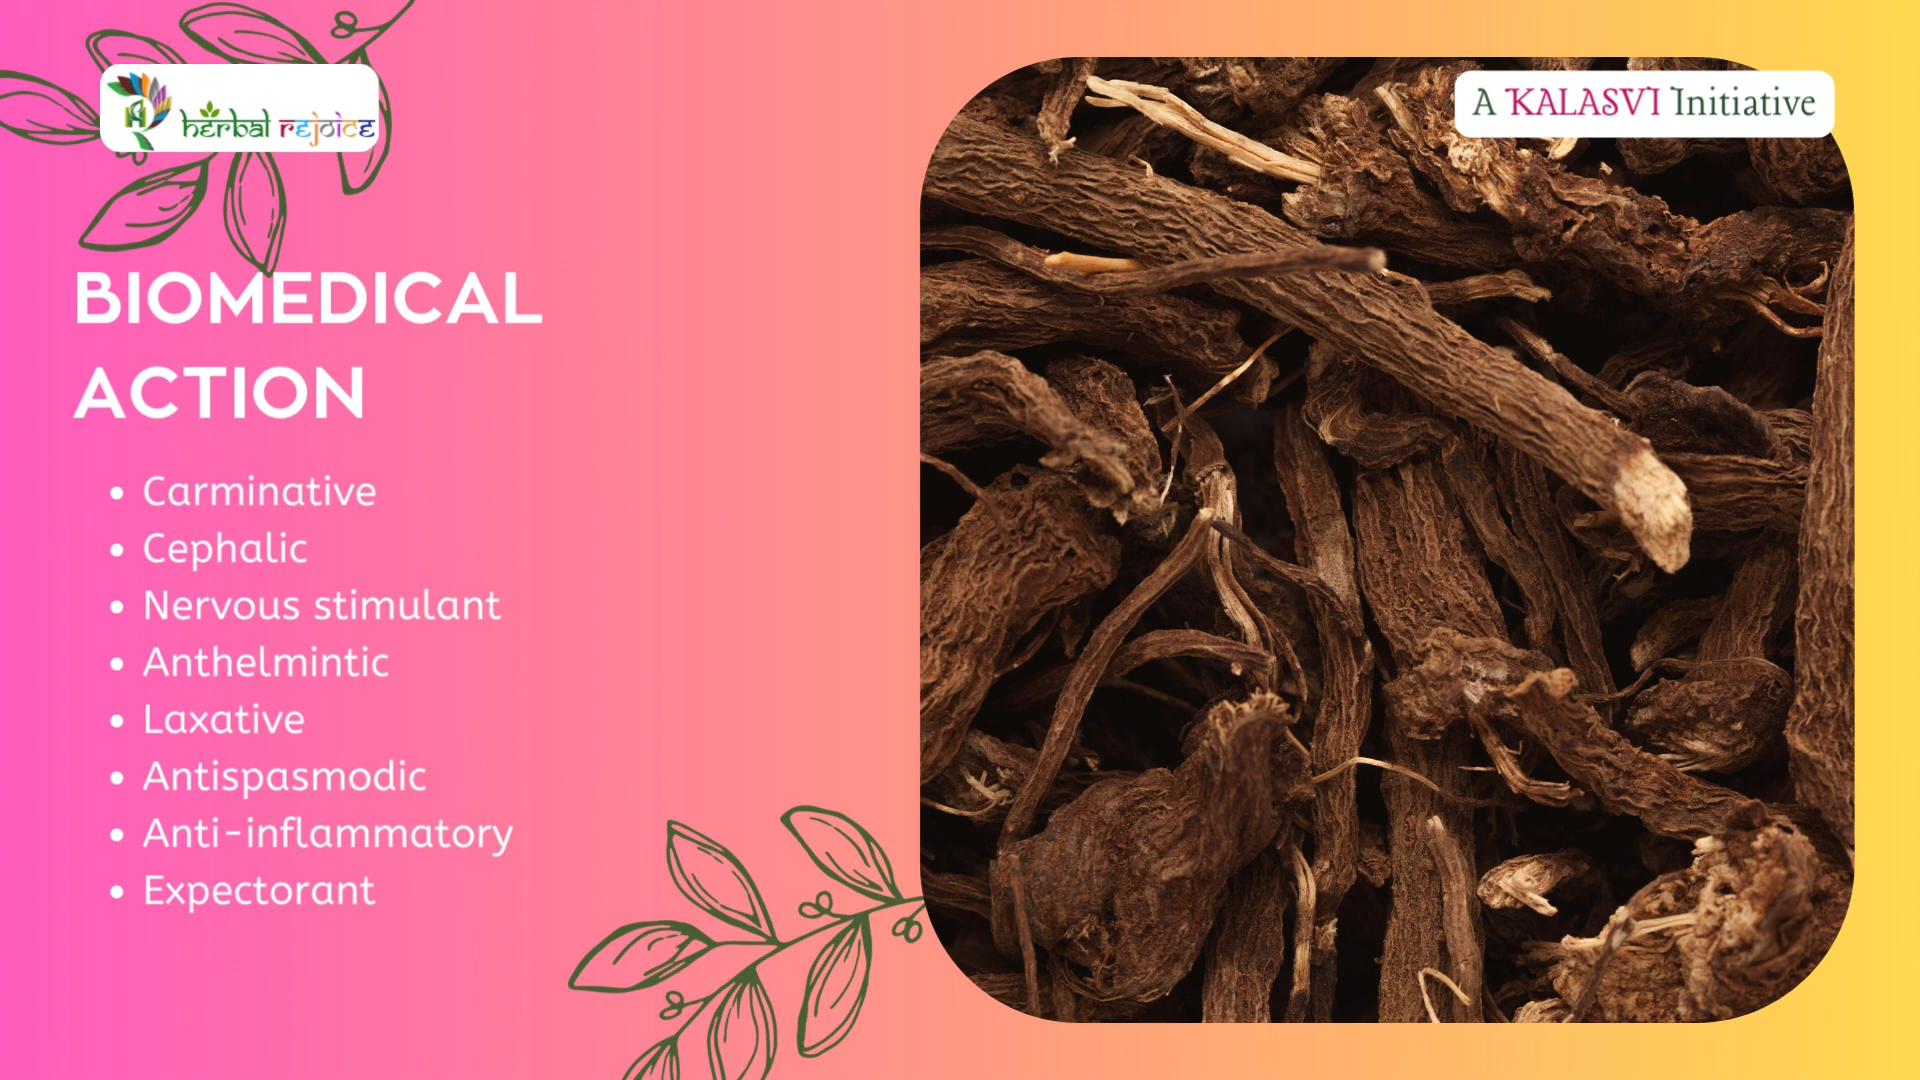 herbal rejoice
A KALASVI Initiative
BIOMEDICAL
ACTION
• Carminative
• Cephalic
• Nervous stimulant
• Anthelmintic
• Laxative
• Antispasmodic
• Anti-inflammatory
• Expectorant